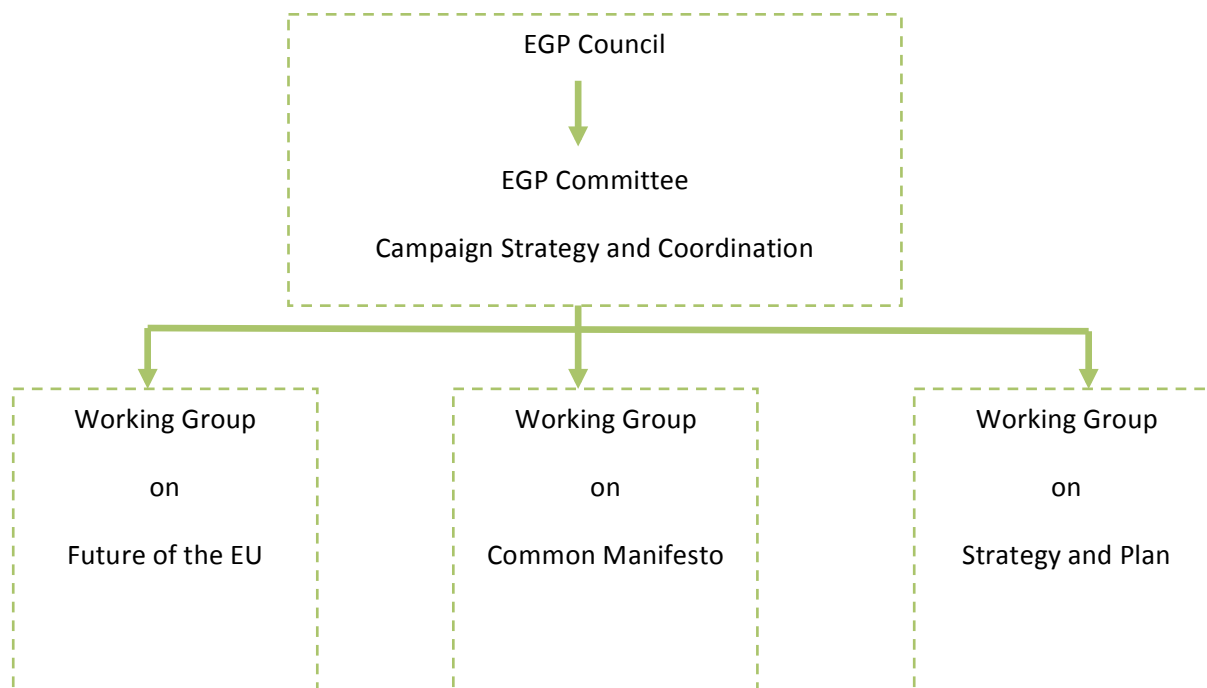 EGP Council
EGP Committee
Campaign Strategy and Coordination
Working Group
on
Future of the EU
Working Group
on
Common Manifesto
Working Group
on
Strategy and Plan